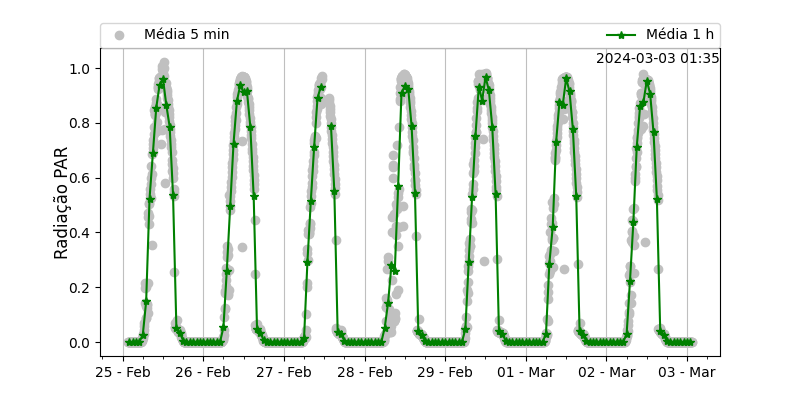 Média 5 min
Média 1 h
2024-03-03 01:35
Radiação PAR
1.0
0.8
0.6
0.4
0.2
0.0
25 - Feb
26 - Feb
27 - Feb
28 - Feb
29 - Feb
01 - Mar
02 - Mar
03 - Mar